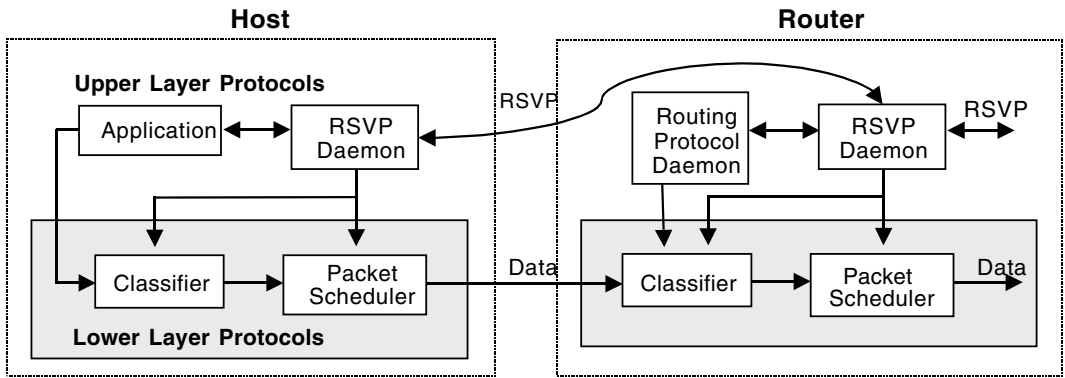 Host
Router
Upper Layer Protocols
Application
RSVP
Daemon
RSVP
Routing
Protocol
Daemon
RSVP
Daemon
RSVP
Classifier
Packet
Scheduler
Data
Classifier
Packet
Scheduler
Data
Lower Layer Protocols